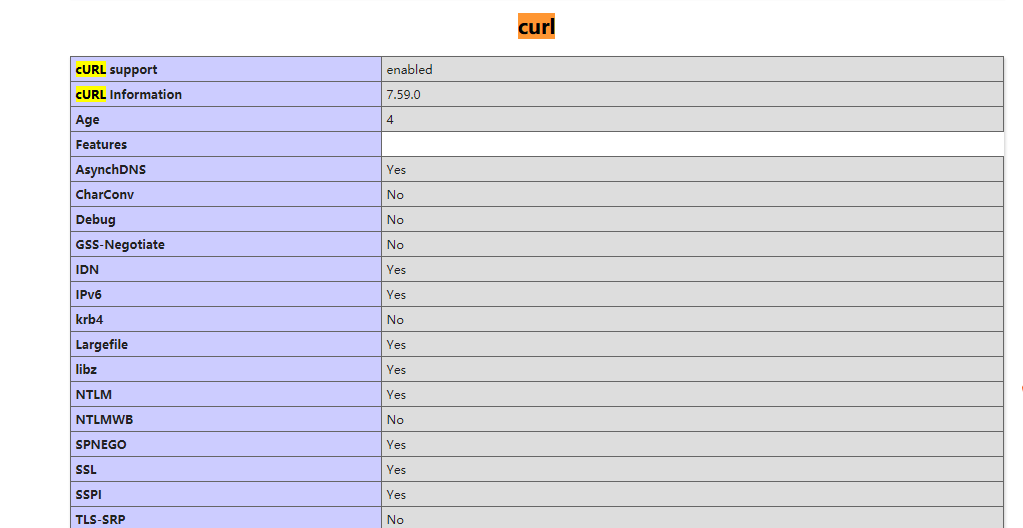 curl
cURL support enabled
cURL Information 7.59.0
Age 4
Features
AsynchDNS Yes
CharConv No
Debug No
GSS-Negotiate No
IDN Yes
IPv6 Yes
krb4 No
Largefile Yes
libz Yes
NTLM Yes
NTLMWB No
SPNEGO Yes
SSL Yes
SSPI Yes
TLS-SRP No